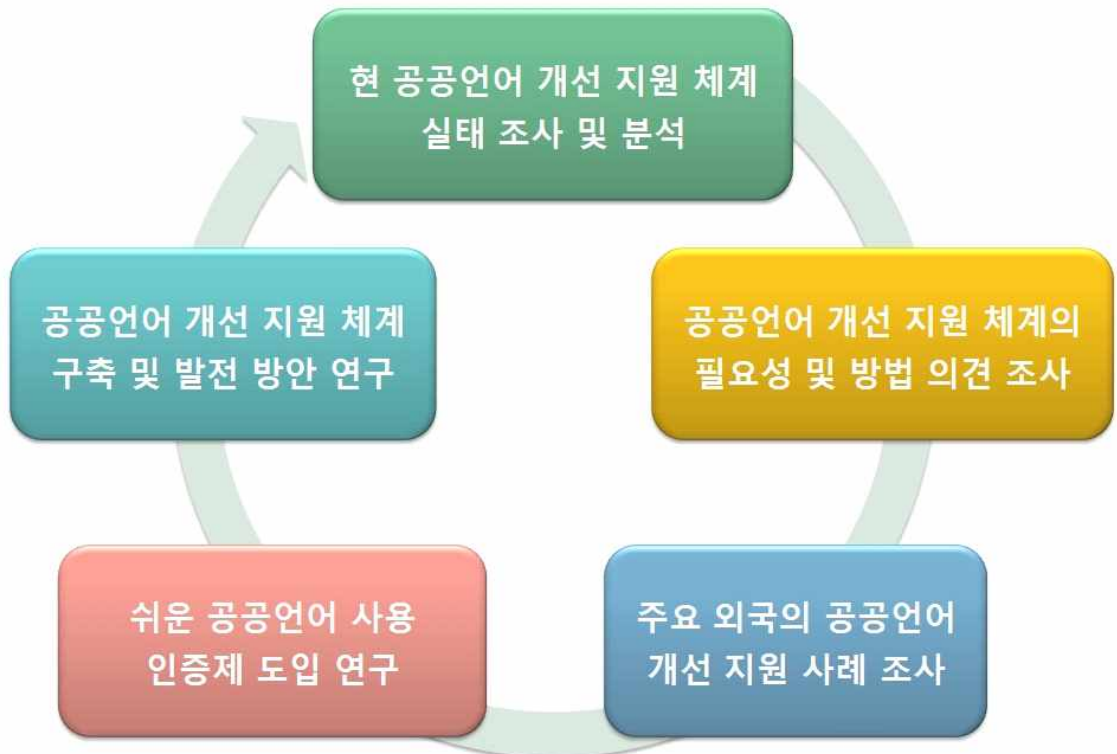 현 공공언어 개선 지원 체계
실태 조사 및 분석
공공언어 개선 지원 체계의
필요성 및 방법 의견 조사
주요 외국의 공공언어
개선 지원 사례 조사
쉬운 공공언어 사용
인증제 도입 연구
공공언어 개선 지원 체계
구축 및 발전 방안 연구